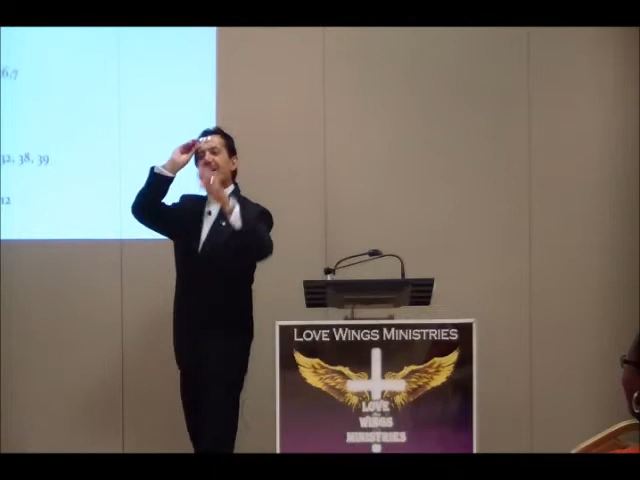 6,7
32, 38, 39
12
LOVE WINGS MINISTRIES
LOVE
WINGS
MINISTRIES